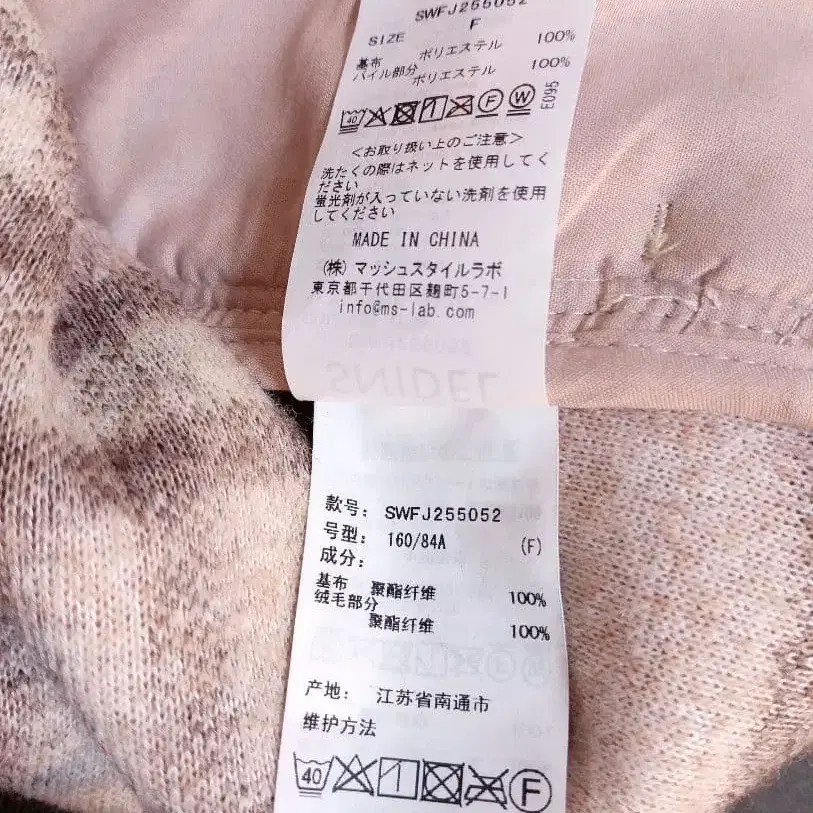 SWFJ255052
SIZE F
基布 ポリエステル 100%
パイル部分 ポリエステル 100%
40 F W
E095
<お取り扱い上のご注意>
洗たくの際はネットを使用してく
ださい
蛍光剤が入っていない洗剤を使用
してください
MADE IN CHINA
(株) マッシュスタイルラボ
東京都千代田区麹町5-7-1
info@ms-lab.com
SNIDEL
款号: SWFJ255052
号型: 160/84A (F)
成分:
基布 聚酯纤维 100%
绒毛部分
聚酯纤维 100%
产地: 江苏省南通市
维护方法
40 F